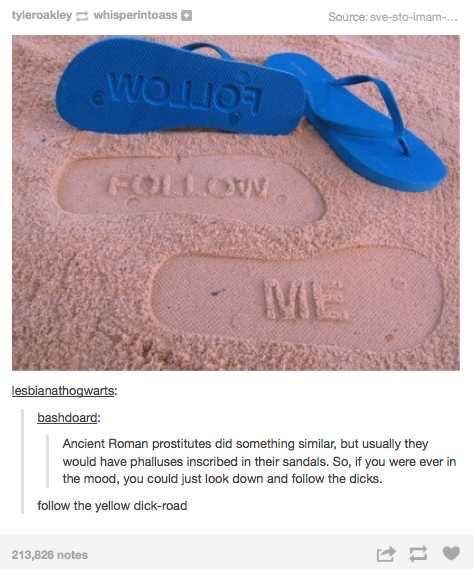 tyleroakley whisperintoass
Source: sve-sto-imam-...
FOLLOW
FOLLOW
ME
lesbianathogwarts:
bashdoard:
Ancient Roman prostitutes did something similar, but usually they
would have phalluses inscribed in their sandals. So, if you were ever in
the mood, you could just look down and follow the dicks.
follow the yellow dick-road
213,826 notes